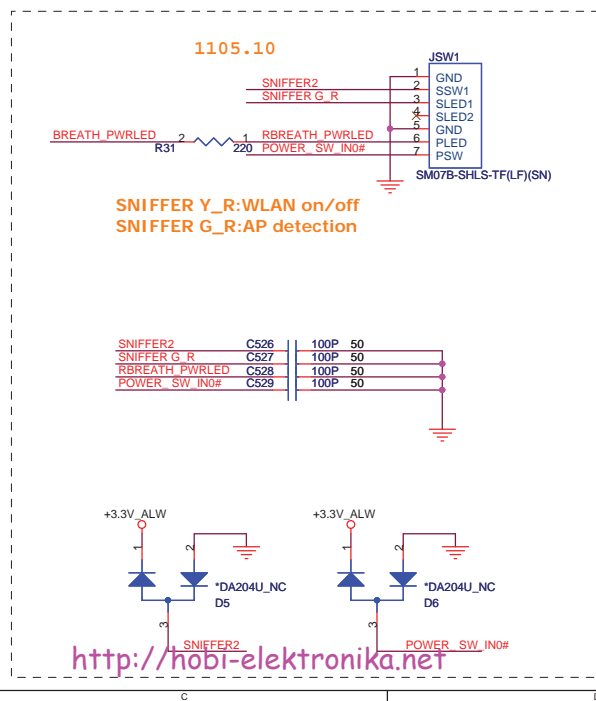 1105.10
JSW1
1 GND
SNIFFER2 2 SSW1
SNIFFER G_R 3 SLED1
4 SLED2
5 GND
BREATH_PWRLED 2 1 RBREATH_PWRLED 6 PLED
R31 220 POWER_SW_IN0# 7 PSW
SM07B-SHLS-TF(LF)(SN)
SNIFFER Y_R:WLAN on/off
SNIFFER G_R:AP detection
SNIFFER2 C526 100P 50
SNIFFER G_R C527 100P 50
RBREATH_PWRLED C528 100P 50
POWER_SW_IN0# C529 100P 50
+3.3V_ALW +3.3V_ALW
1 2 1 2
*DA204U_NC *DA204U_NC
D5 D6
3 3
SNIFFER2 POWER_SW_IN0#
http://hobi-elektronika.net
C D